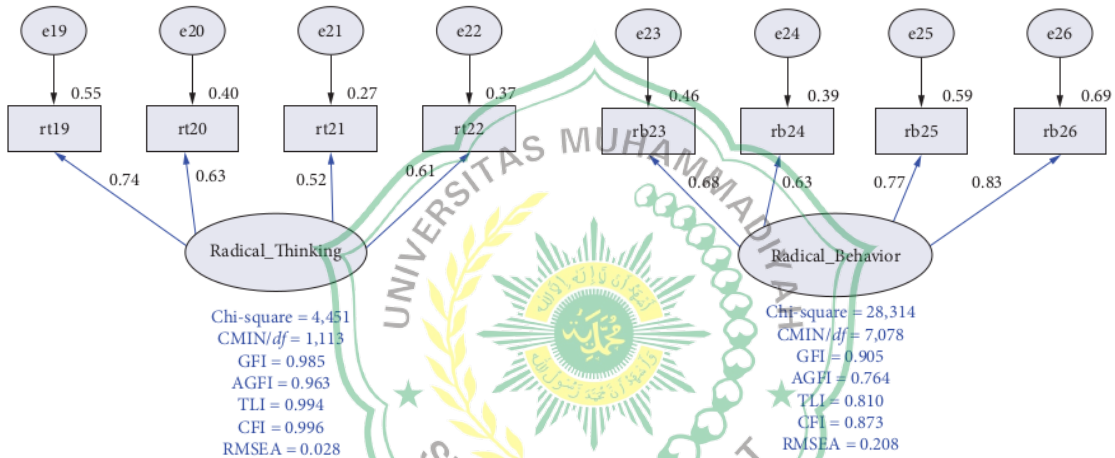 e19 e20 e21 e22 e23 e24 e25 e26
0.55 0.40 0.27 0.37 0.46 0.39 0.59 0.69
rt19 rt20 rt21 rt22 rb23 rb24 rb25 rb26
0.74 0.63 0.52 0.61 0.68 0.63 0.77 0.83
Radical_Thinking
Chi-square = 4,451
CMIN/df = 1,113
GFI = 0.985
AGFI = 0.963
TLI = 0.994
CFI = 0.996
RMSEA = 0.028
Radical_Behavior
Chi-square = 28,314
CMIN/df = 7,078
GFI = 0.905
AGFI = 0.764
TLI = 0.810
CFI = 0.873
RMSEA = 0.208
UNIVERSITAS MUHAMMADIYAH